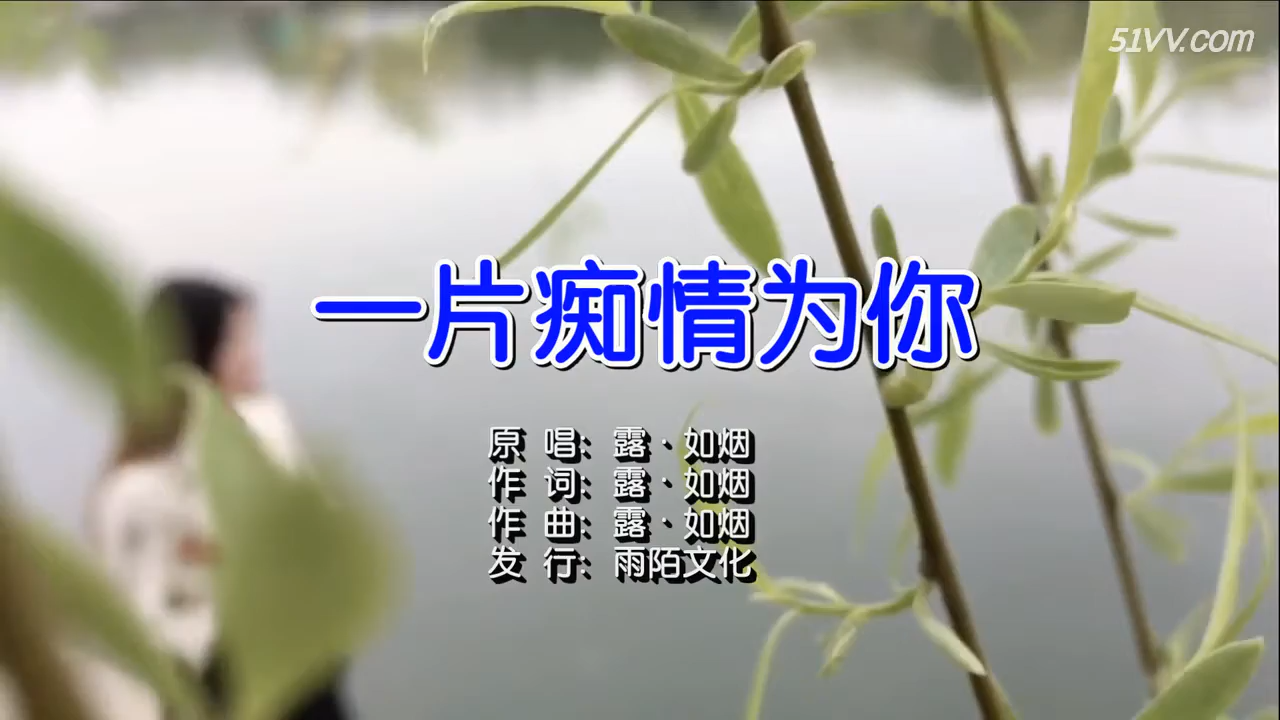 51VV.com
一片痴情为你
原 唱: 露·如烟
作 词: 露·如烟
作 曲: 露·如烟
发 行: 雨陌文化